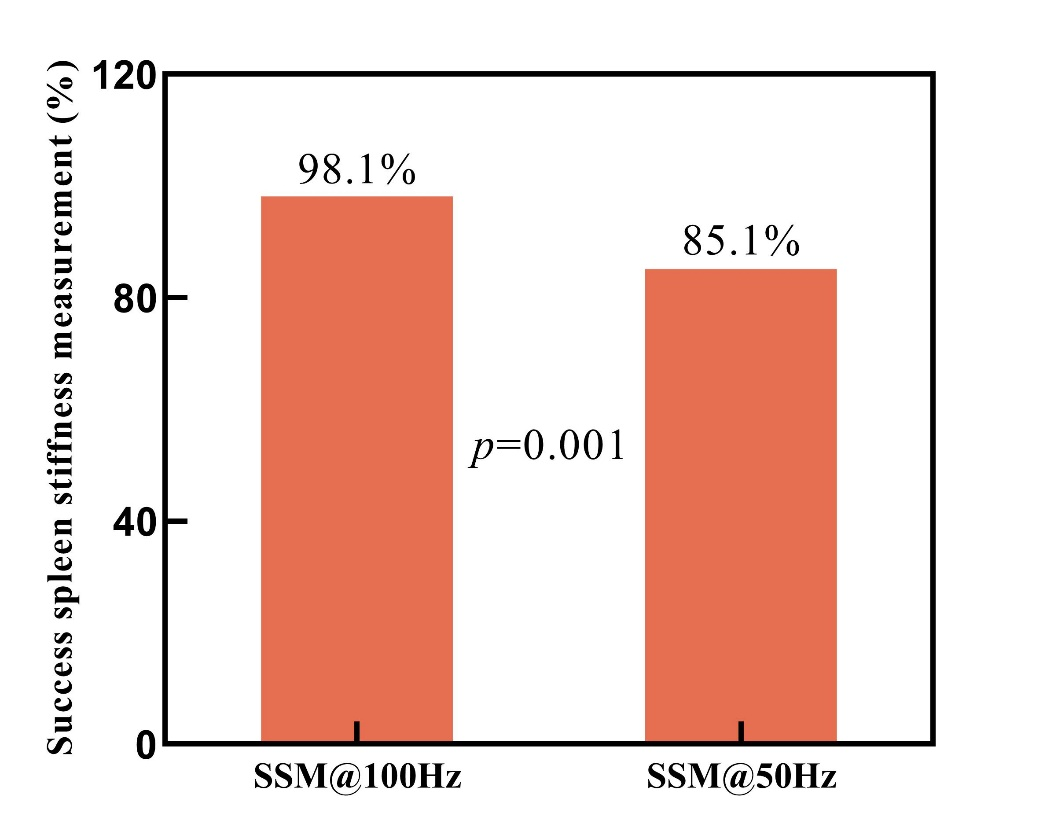 Success spleen stiffness measurement (%)
120
80
40
0
98.1%
85.1%
p=0.001
SSM@100Hz
SSM@50Hz